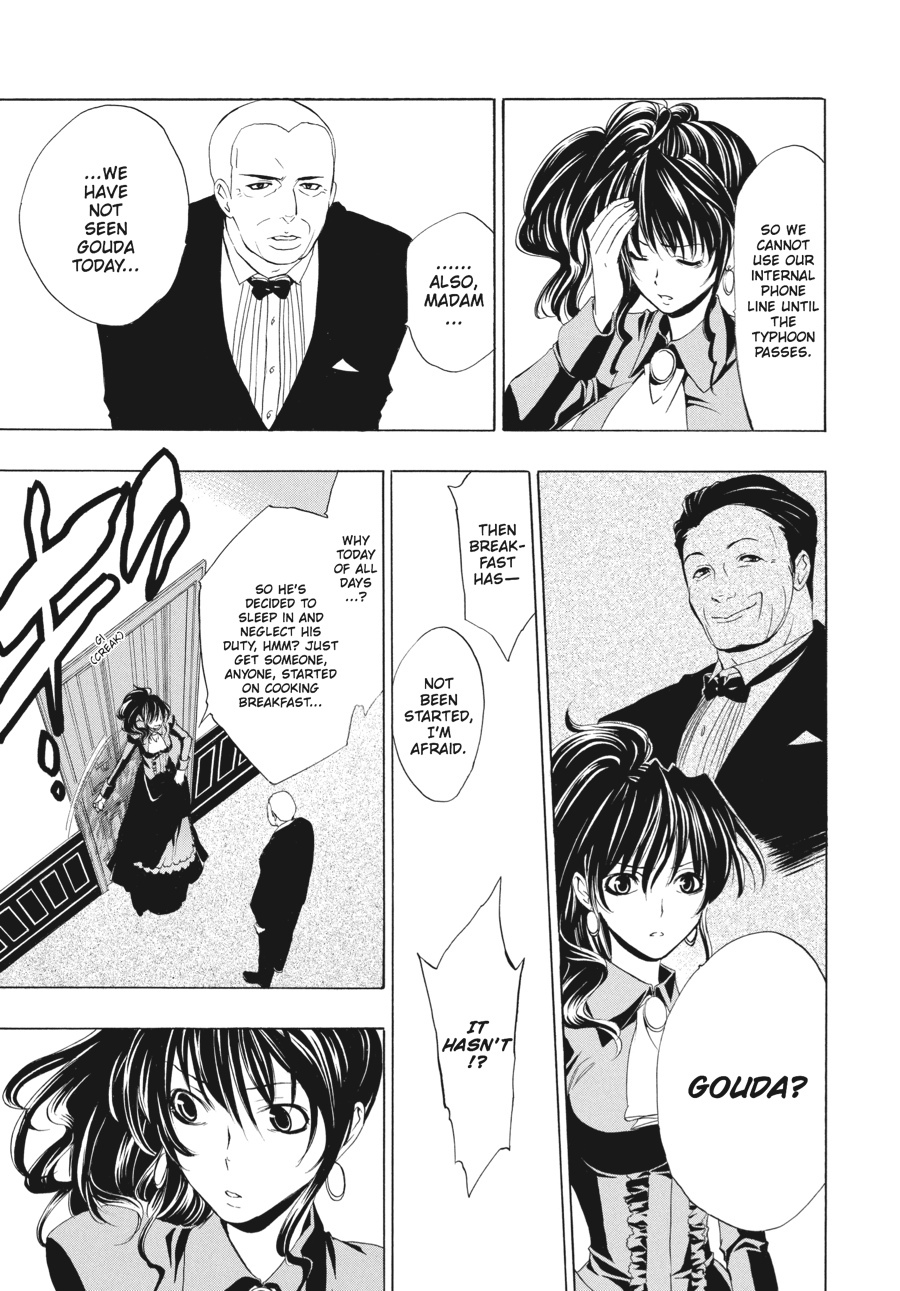 SO WE
CANNOT
USE OUR
INTERNAL
PHONE
LINE UNTIL
THE
TYPHOON
PASSES.
......
ALSO,
MADAM
...
...WE
HAVE
NOT
SEEN
GOUDA
TODAY...
GOUDA?
THEN
BREAK-
FAST
HAS—
NOT
BEEN
STARTED,
I'M
AFRAID.
IT
HASN'T
!?
WHY
TODAY
OF ALL
DAYS
...?
SO HE'S
DECIDED TO
SLEEP IN AND
NEGLECT HIS
DUTY, HMM? JUST
GET SOMEONE,
ANYONE, STARTED
ON COOKING
BREAKFAST...
ギィ
GI
(CREAK)